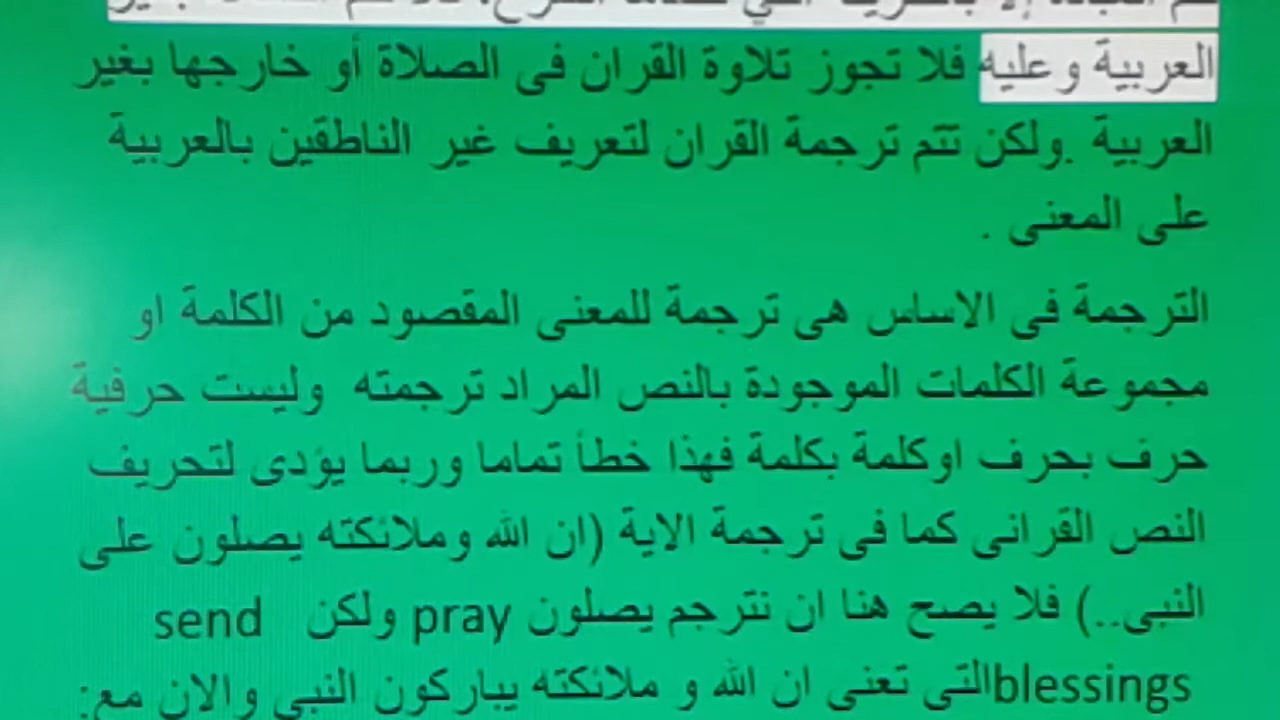 العربية وعليه فلا تجوز تلاوة القران فى الصلاة أو خارجها بغير
العربية .ولكن تتم ترجمة القران لتعريف غير الناطقين بالعربية
على المعنى .
الترجمة فى الاساس هى ترجمة للمعنى المقصود من الكلمة او
مجموعة الكلمات الموجودة بالنص المراد ترجمته وليست حرفية
حرف بحرف اوكلمة بكلمة فهذا خطأ تماما وربما يؤدى لتحريف
النص القرانى كما فى ترجمة الاية (ان الله وملائكته يصلون على
النبى..) فلا يصح هنا ان نترجم يصلون pray ولكن send
blessingsالتى تعنى ان الله و ملائكته يباركون النبى والان مع: